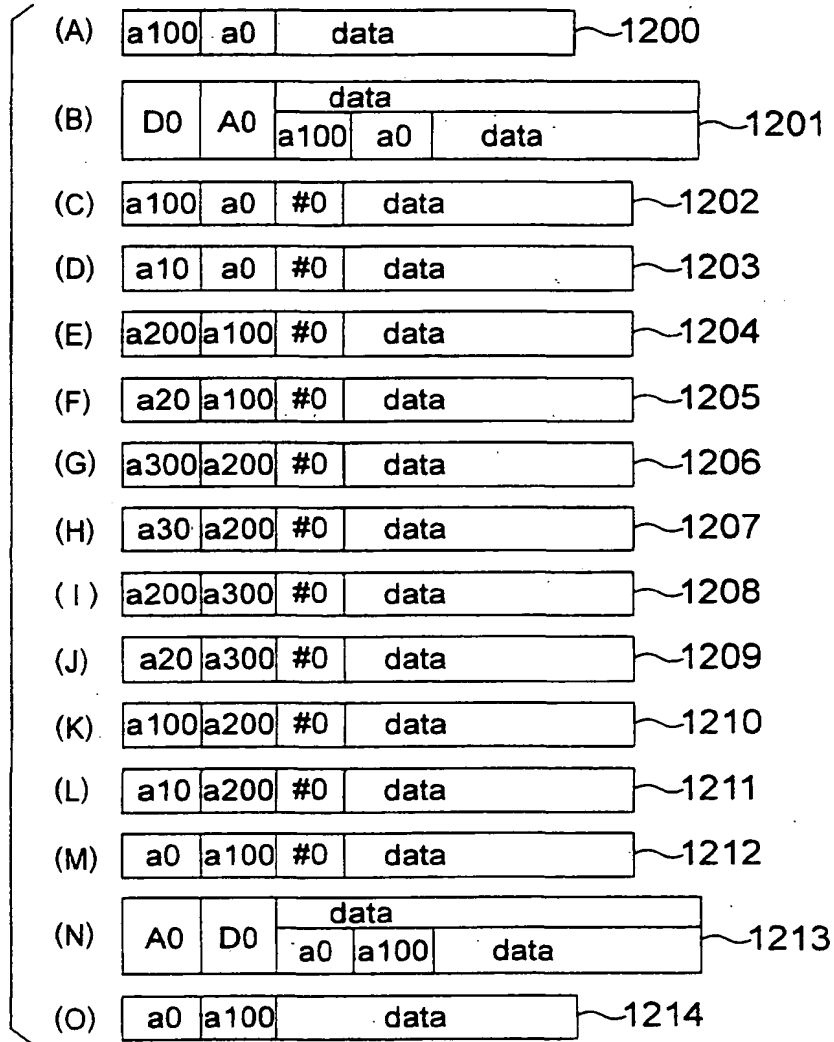 (A) a100 a0 data 1200
(B) D0 A0 data 1201
a100 a0 data
(C) a100 a0 #0 data 1202
(D) a10 a0 #0 data 1203
(E) a200 a100 #0 data 1204
(F) a20 a100 #0 data 1205
(G) a300 a200 #0 data 1206
(H) a30 a200 #0 data 1207
(I) a200 a300 #0 data 1208
(J) a20 a300 #0 data 1209
(K) a100 a200 #0 data 1210
(L) a10 a200 #0 data 1211
(M) a0 a100 #0 data 1212
(N) A0 D0 data 1213
a0 a100 data
(O) a0 a100 data 1214